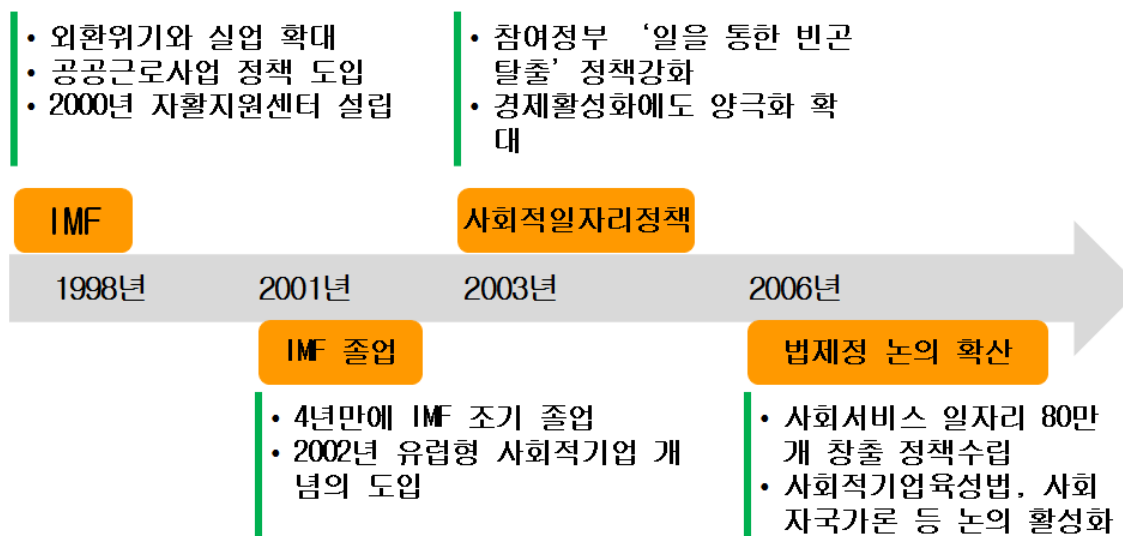 • 외환위기와 실업 확대
• 공공근로사업 정책 도입
• 2000년 자활지원센터 설립
• 참여정부 ‘일을 통한 빈곤
탈출’ 정책강화
• 경제활성화에도 양극화 확
대
IMF
사회적일자리정책
1998년
2001년
2003년
2006년
IMF 졸업
법제정 논의 확산
• 4년만에 IMF 조기 졸업
• 2002년 유럽형 사회적기업 개
념의 도입
• 사회서비스 일자리 80만
개 창출 정책수립
• 사회적기업육성법, 사회
자국가론 등 논의 활성화